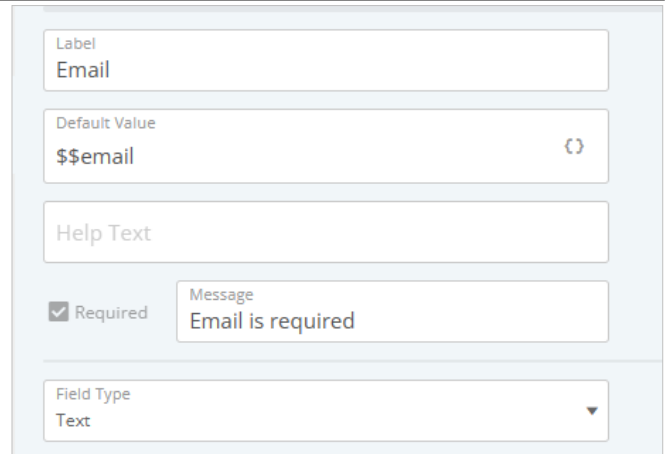 Label
Email
Default Value
$$email
{}
Help Text
Required
Message
Email is required
Field Type
Text